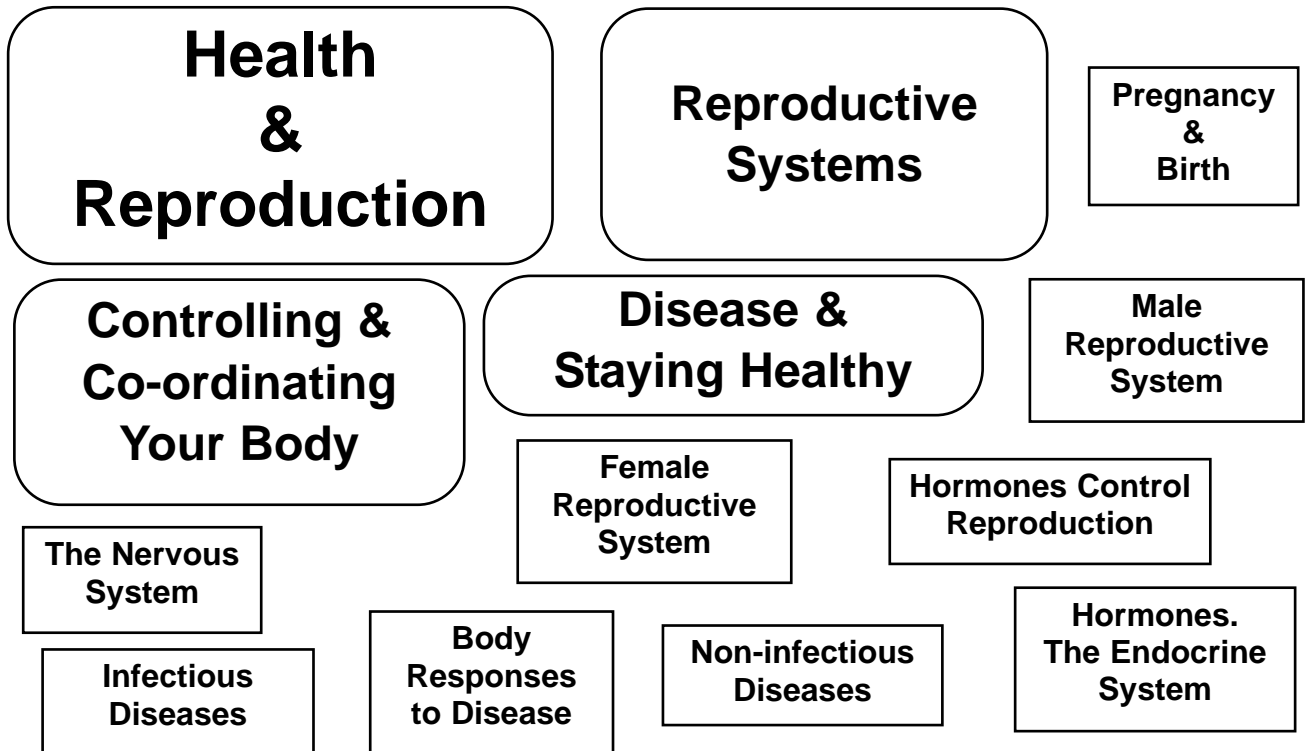 Health
&
Reproduction
Reproductive
Systems
Pregnancy
&
Birth
Controlling &
Co-ordinating
Your Body
Disease &
Staying Healthy
Male
Reproductive
System
Female
Reproductive
System
Hormones Control
Reproduction
The Nervous
System
Infectious
Diseases
Body
Responses
to Disease
Non-infectious
Diseases
Hormones.
The Endocrine
System